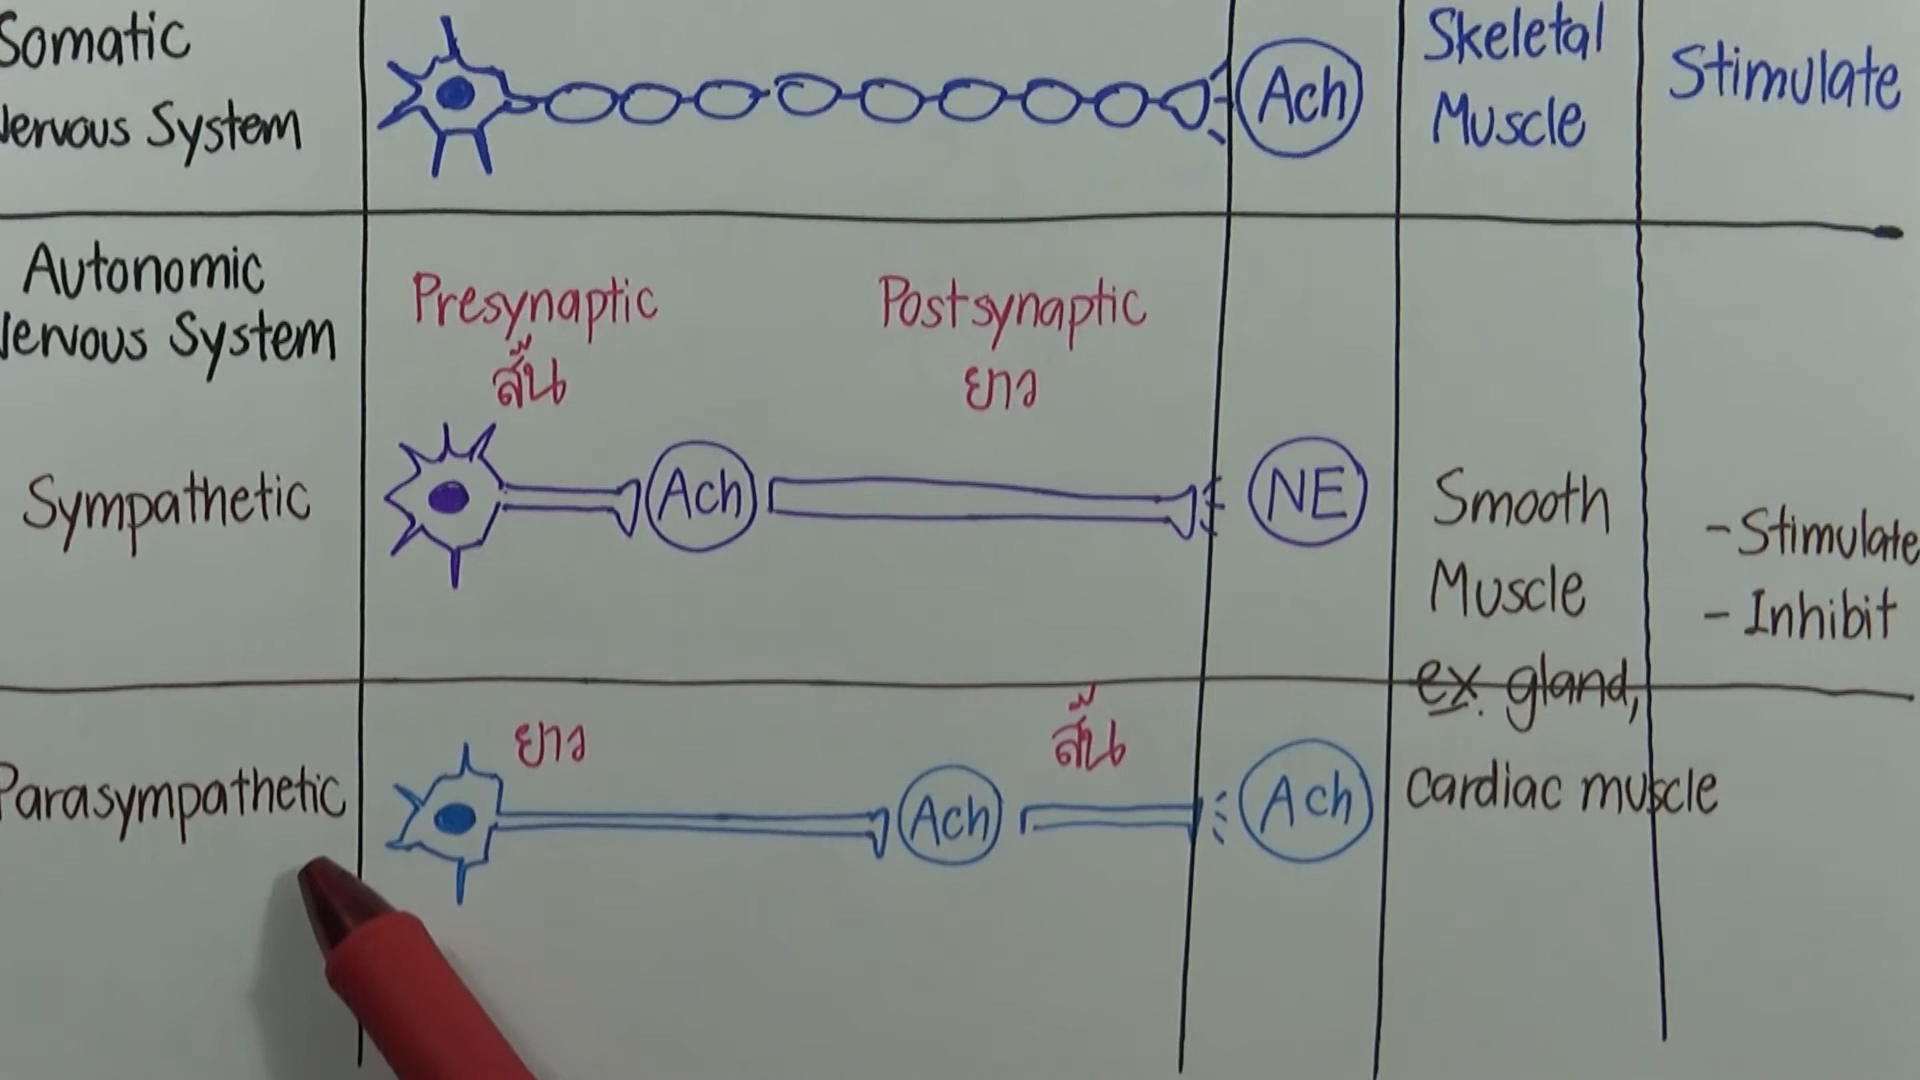 Somatic
Nervous System
Ach
Skeletal
Muscle
Stimulate
Autonomic
Nervous System
Presynaptic
สั้น
Postsynaptic
ยาว
Sympathetic
Ach
NE
Smooth
Muscle
ex. gland,
cardiac muscle
- Stimulate
- Inhibit
Parasympathetic
ยาว
Ach
สั้น
Ach